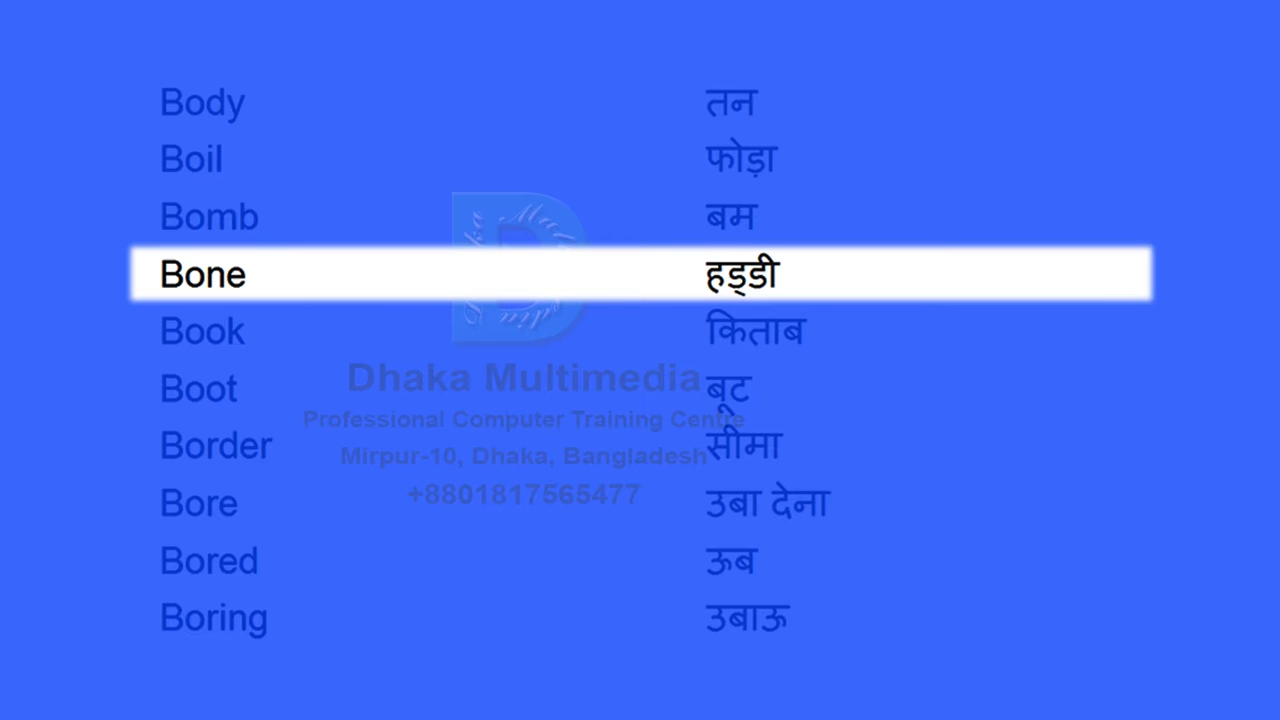 Body तन
Boil फोड़ा
Bomb बम
Bone हड्डी
Book किताब
Dhaka Multimedia
Boot बूट
Professional Computer Training Centre
Border सीमा
Mirpur-10, Dhaka, Bangladesh
+8801817565477
Bore उबा देना
Bored ऊब
Boring उबाऊ